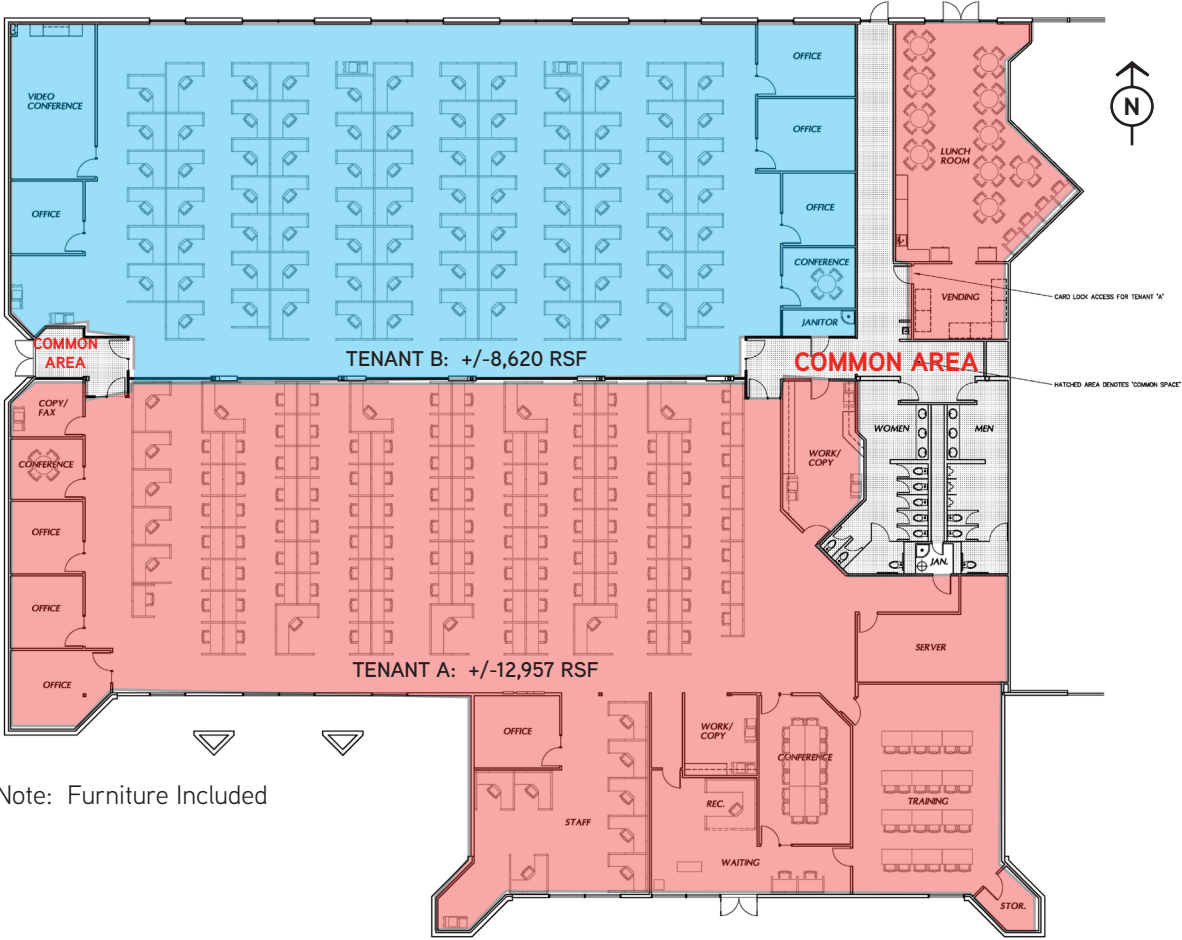 OFFICE
VIDEO
CONFERENCE
N
OFFICE
LUNCH
ROOM
OFFICE
OFFICE
CONFERENCE
VENDING
CARD LOCK ACCESS FOR TENANT 'A'
JANITOR
COMMON
AREA
TENANT B: +/-8,620 RSF
COMMON AREA
HATCHED AREA DENOTES 'COMMON SPACE'
COPY/
FAX
WOMEN
MEN
CONFERENCE
WORK/
COPY
OFFICE
JAN.
OFFICE
SERVER
TENANT A: +/-12,957 RSF
OFFICE
OFFICE
WORK/
COPY
CONFERENCE
Note: Furniture Included
REC.
TRAINING
STAFF
WAITING
STOR.